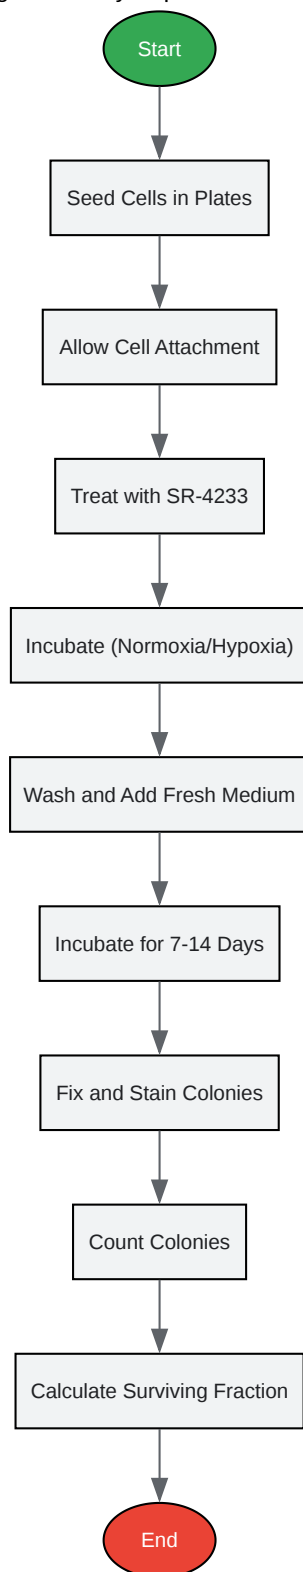 Start
Seed Cells in Plates
Allow Cell Attachment
Treat with SR-4233
Incubate (Normoxia/Hypoxia)
Wash and Add Fresh Medium
Incubate for 7-14 Days
Fix and Stain Colonies
Count Colonies
Calculate Surviving Fraction
End